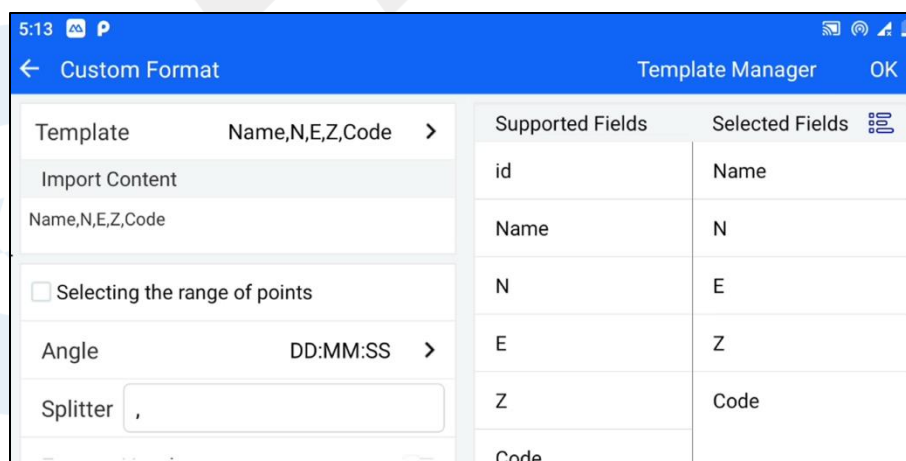 5:13
Custom Format
Template Manager
OK
Template
Name,N,E,Z,Code
Import Content
Name,N,E,Z,Code
Selecting the range of points
Angle
DD:MM:SS
Splitter
,
Supported Fields
Selected Fields
id
Name
Name
N
N
E
E
Z
Z
Code
Code